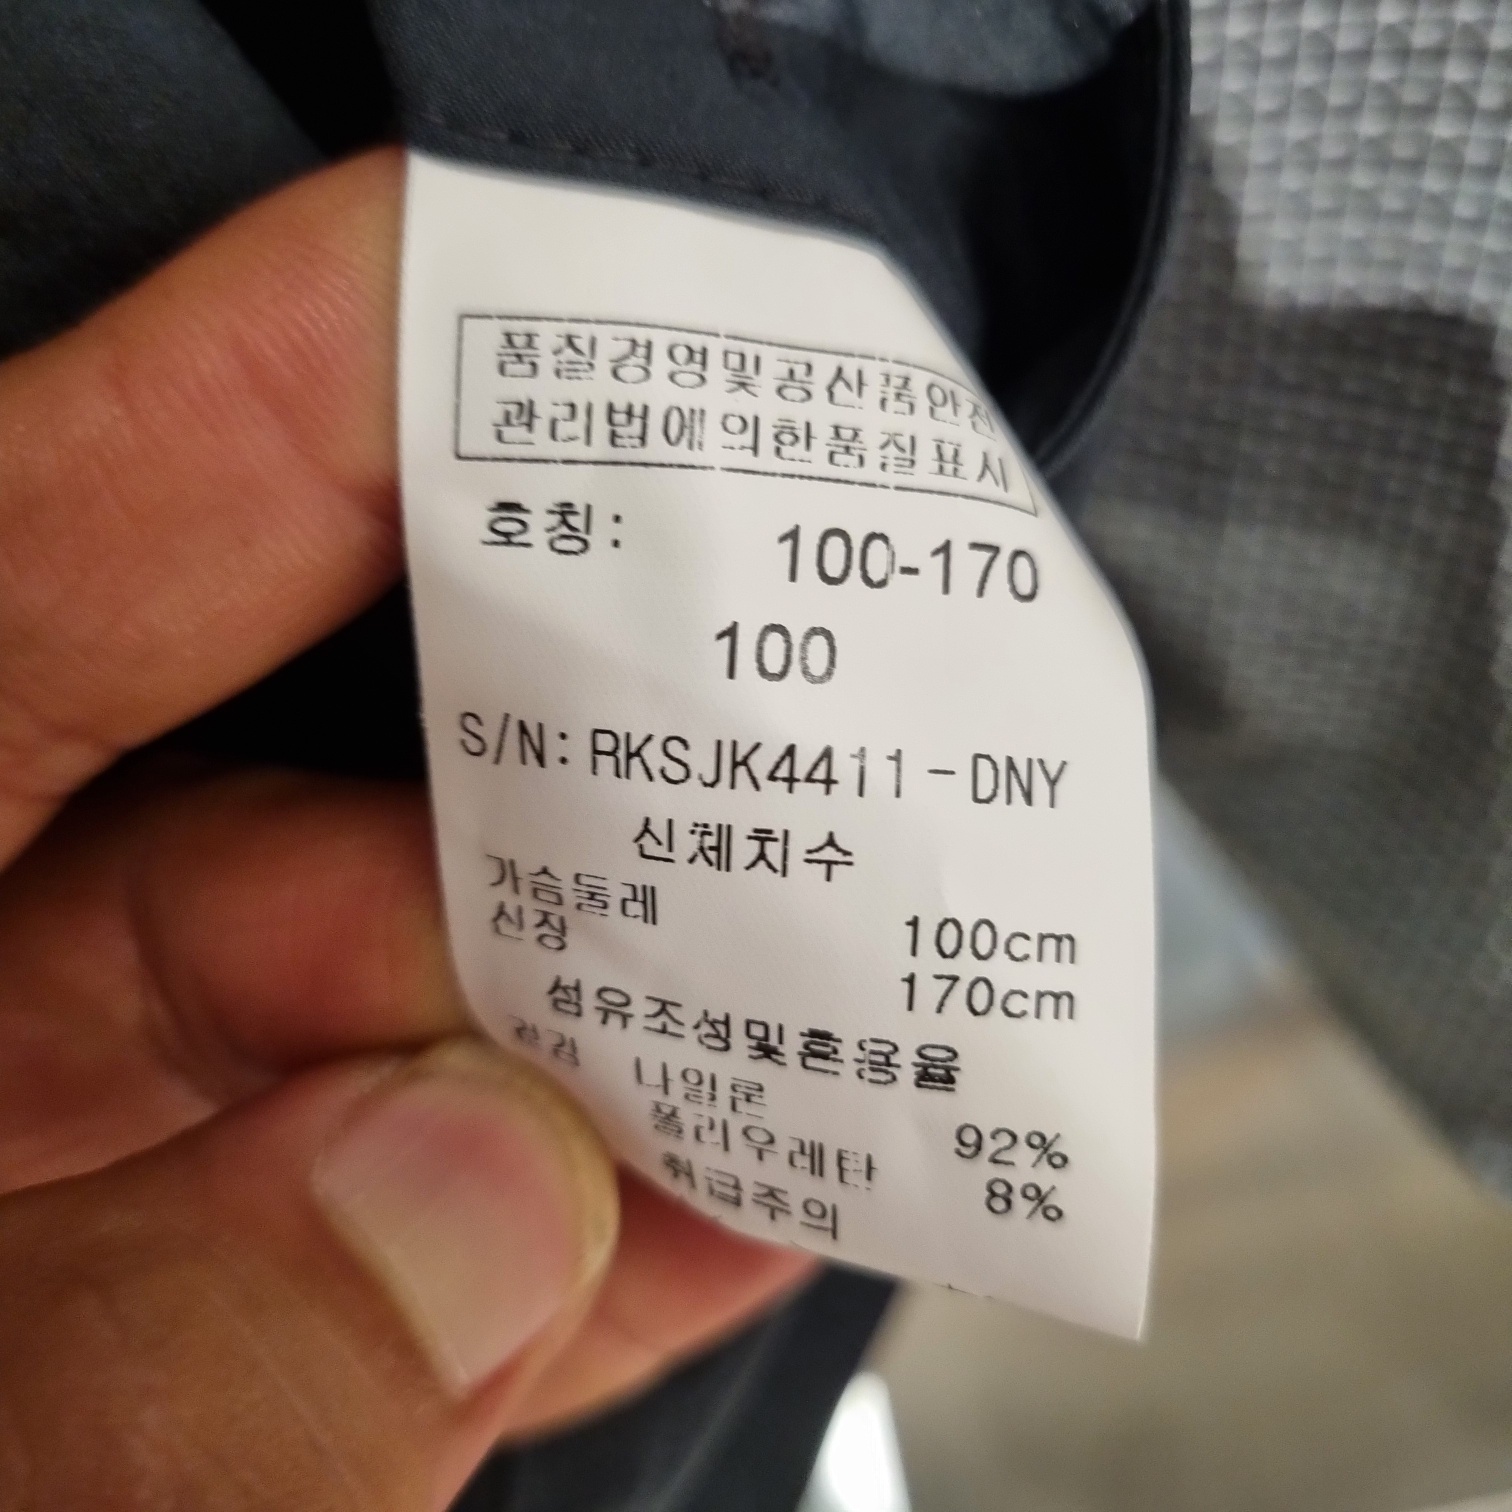 품질경영및공산품안전
관리법에의한품질표시
호칭: 100-170
100
S/N: RKSJK4411-DNY
신체치수
가슴둘레 100cm
신장 170cm
섬유조성및혼용율
겉감 나일론 92%
폴리우레탄 8%
취급주의